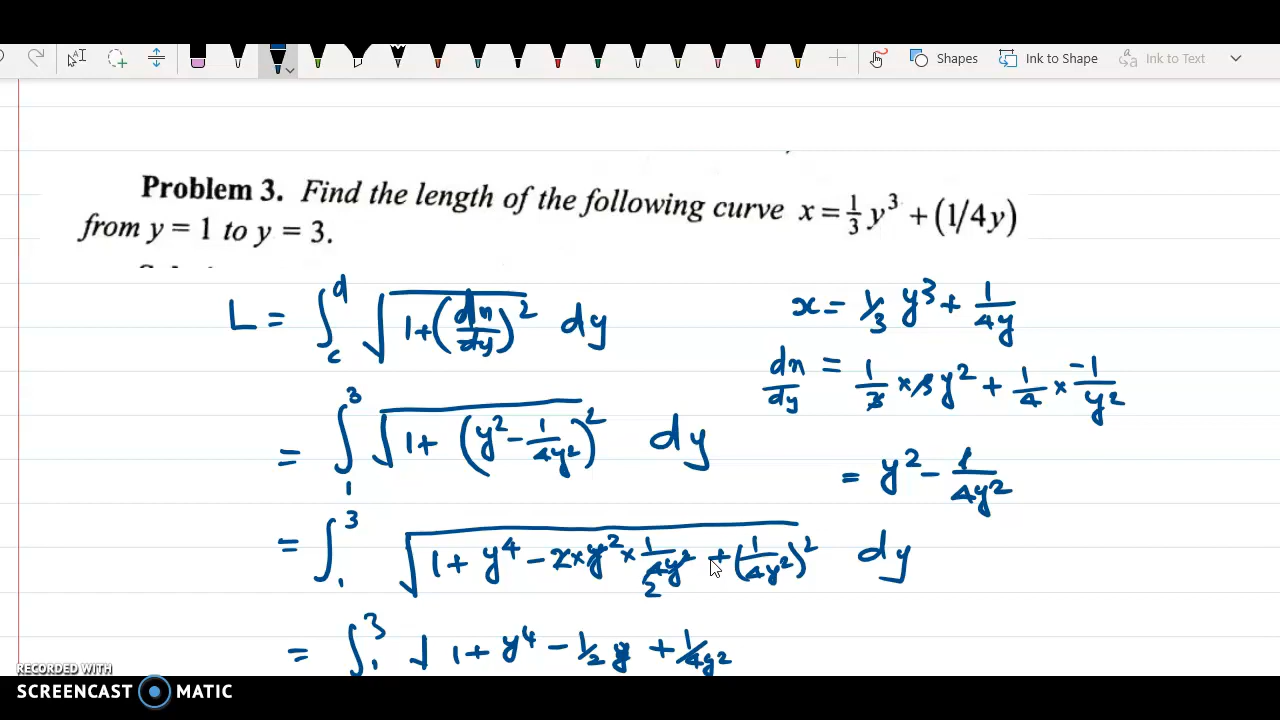 Shapes
Ink to Shape
Ink to Text
Problem 3. Find the length of the following curve x = 1/3 y³ + (1/4y)
from y = 1 to y = 3.
L = ∫_c^d √(1+(dx/dy)²) dy
x = 1/3 y³ + 1/4y
dx/dy = 1/3 × 3y² + 1/4 × -1/y²
= ∫_1^3 √(1+ (y² - 1/4y²)²) dy
= y² - 1/4y²
= ∫_1^3 √(1 + y⁴ - 2×y²× 1/4y² + (1/4y²)²) dy
2
= ∫_1^3 √ 1 + y⁴ - 1/2 + 1/4y²
RECORDED WITH
SCREENCAST MATIC